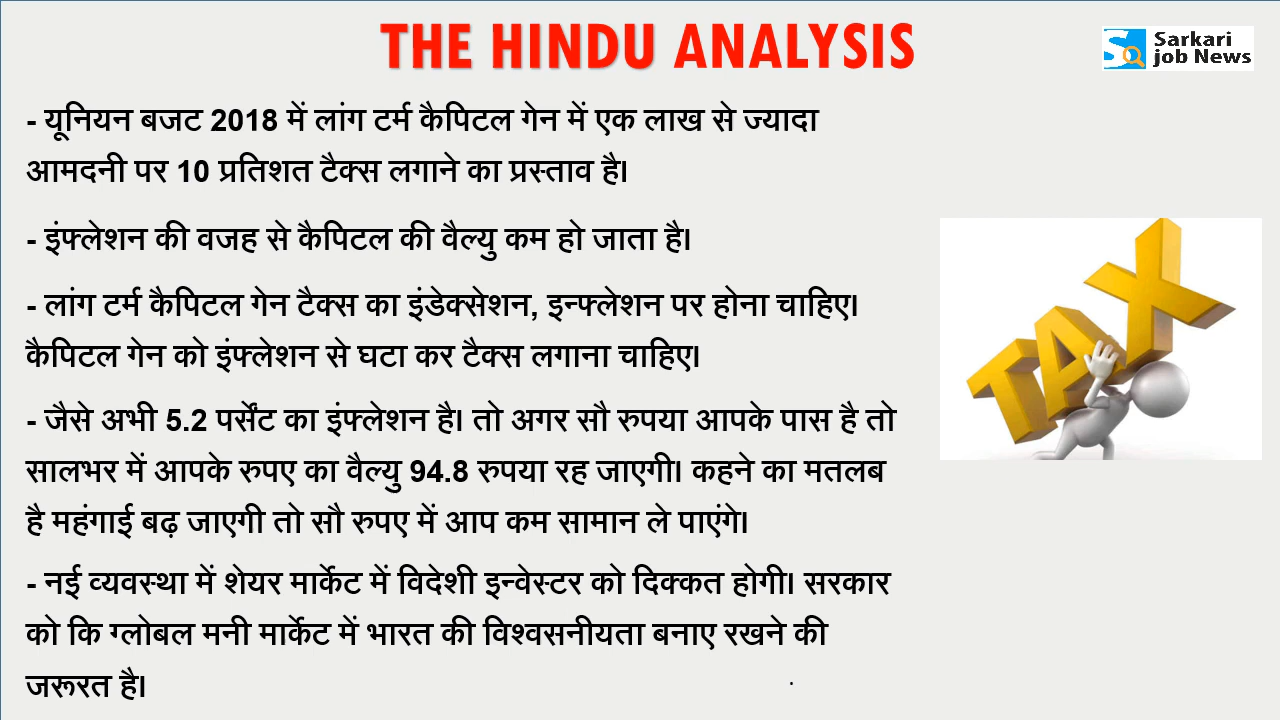 THE HINDU ANALYSIS
Sarkari
job News
- यूनियन बजट 2018 में लांग टर्म कैपिटल गेन में एक लाख से ज्यादा
आमदनी पर 10 प्रतिशत टैक्स लगाने का प्रस्ताव है।
- इंफ्लेशन की वजह से कैपिटल की वैल्यु कम हो जाता है।
- लांग टर्म कैपिटल गेन टैक्स का इंडेक्सेशन, इन्फ्लेशन पर होना चाहिए।
कैपिटल गेन को इंफ्लेशन से घटा कर टैक्स लगाना चाहिए।
- जैसे अभी 5.2 पर्सेंट का इंफ्लेशन है। तो अगर सौ रुपया आपके पास है तो
सालभर में आपके रुपए का वैल्यु 94.8 रुपया रह जाएगी। कहने का मतलब
है महंगाई बढ़ जाएगी तो सौ रुपए में आप कम सामान ले पाएंगे।
- नई व्यवस्था में शेयर मार्केट में विदेशी इन्वेस्टर को दिक्कत होगी। सरकार
को कि ग्लोबल मनी मार्केट में भारत की विश्वसनीयता बनाए रखने की
जरूरत है।
TAX